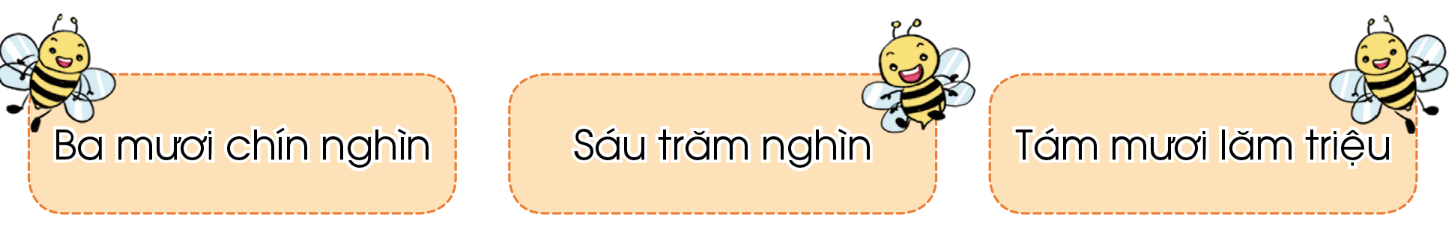 Ba mươi chín nghìn
Sáu trăm nghìn
Tám mươi lăm triệu